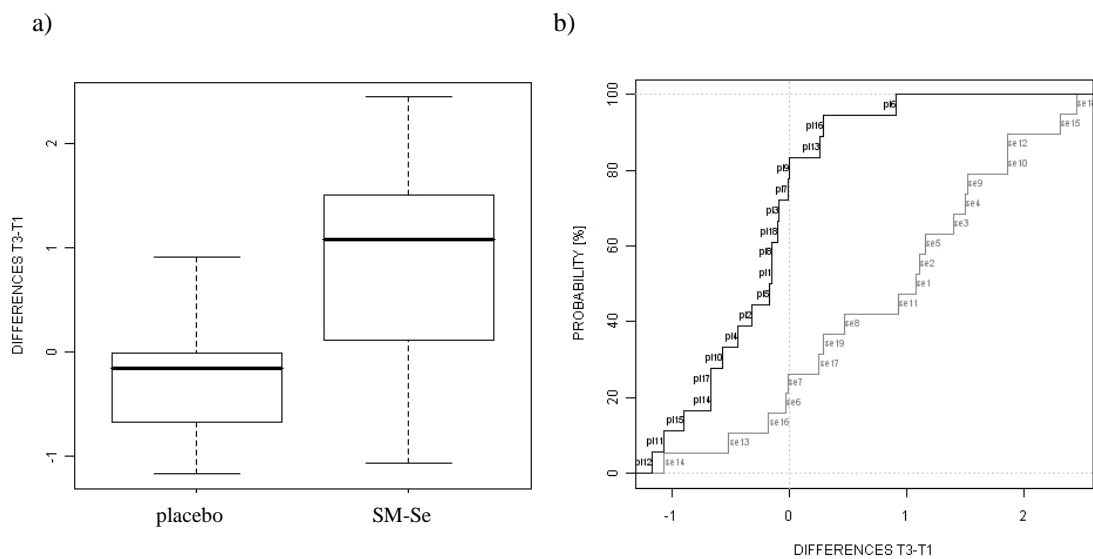 a)
DIFFERENCES T3-T1
2
1
0
-1
placebo SM-Se
b)
PROBABILITY [%]
100
80
60
40
20
0
pl6
pl16
pl13
pl9
pl7
pl3
pl18
pl8
pl1
pl5
pl2
pl4
pl10
pl17
pl14
pl15
pl11
pl12
se15
se12
se10
se9
se4
se3
se5
se2
se1
se11
se8
se19
se17
se7
se6
se16
se13
se14
-1 0 1 2
DIFFERENCES T3-T1